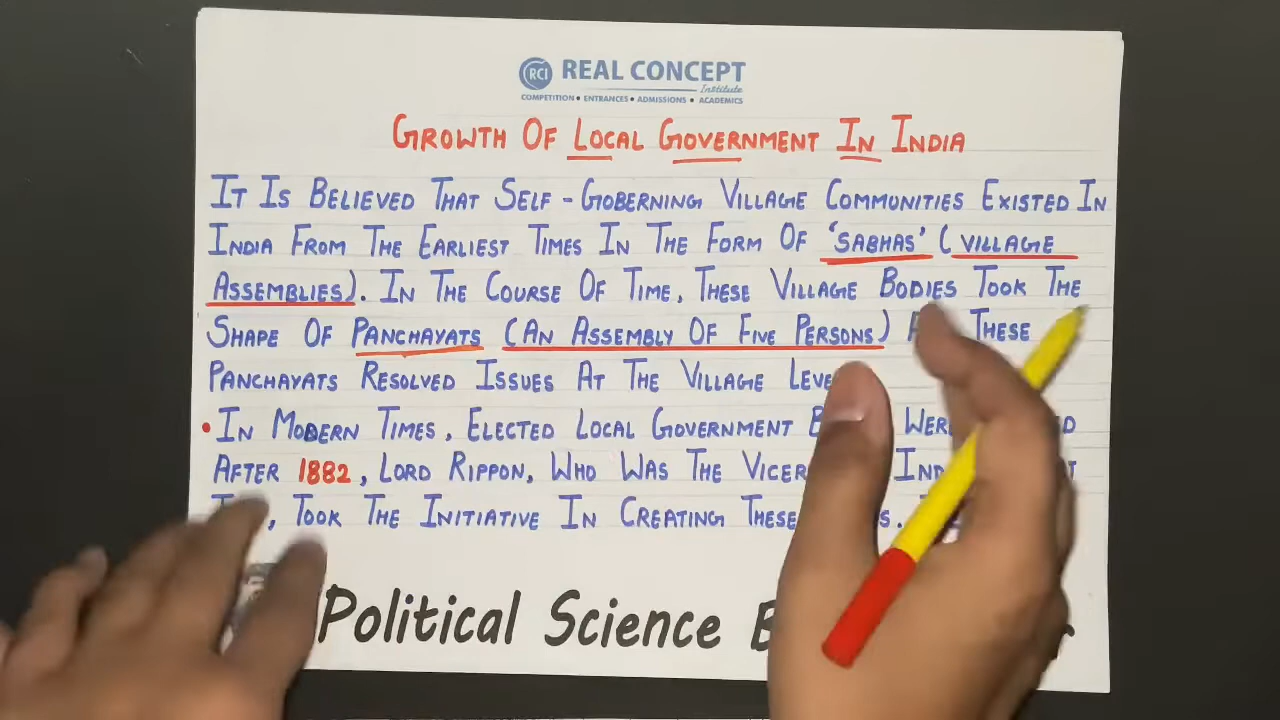 RCI REAL CONCEPT
Institute
COMPETITION • ENTRANCES • ADMISSIONS • ACADEMICS
GROWTH OF LOCAL GOVERNMENT IN INDIA
IT IS BELIEVED THAT SELF-GOBERNING VILLAGE COMMUNITIES EXISTED IN
INDIA FROM THE EARLIEST TIMES IN THE FORM OF 'SABHAS' (VILLAGE
ASSEMBLIES). IN THE COURSE OF TIME, THESE VILLAGE BODIES TOOK THE
SHAPE OF PANCHAYATS (AN ASSEMBLY OF FIVE PERSONS) THESE
PANCHAYATS RESOLVED ISSUES AT THE VILLAGE
• IN MODERN TIMES, ELECTED LOCAL GOVERNMENT
AFTER 1882, LORD RIPPON, WHO WAS THE
, TOOK THE INITIATIVE IN CREATING THESE
Political Science